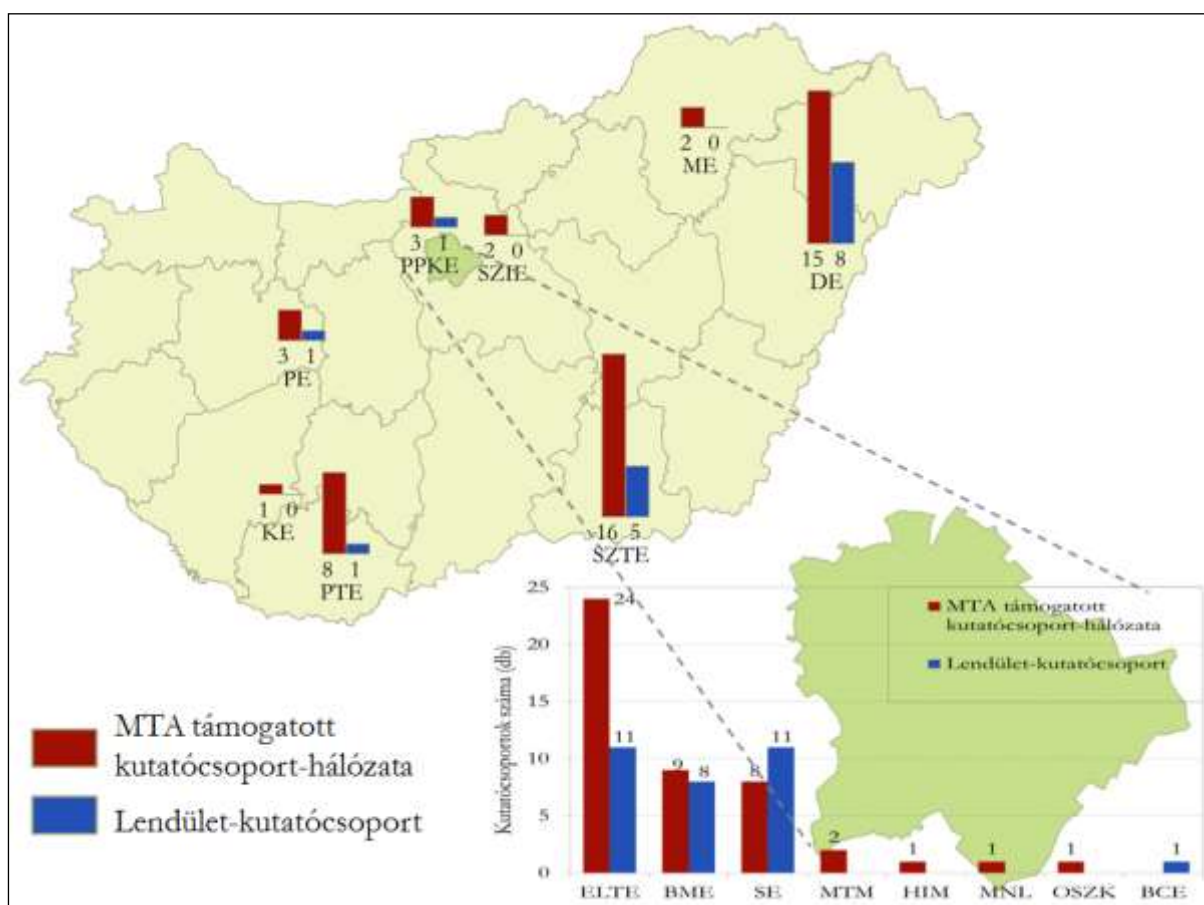 2 0
ME
15 8
DE
3 1
PPKE
2 0
SZIE
3 1
PE
1 0
KE
8 1
PTE
16 5
SZTE
MTA támogatott
kutatócsoport-hálózata
Lendület-kutatócsoport
Kutatócsoportok száma (db)
25
20
15
10
5
0
24
11
9
8
8
11
2
1
1
1
1
ELTE BME SE MTM HIM MNL OSZK BCE
MTA támogatott
kutatócsoport-hálózata
Lendület-kutatócsoport